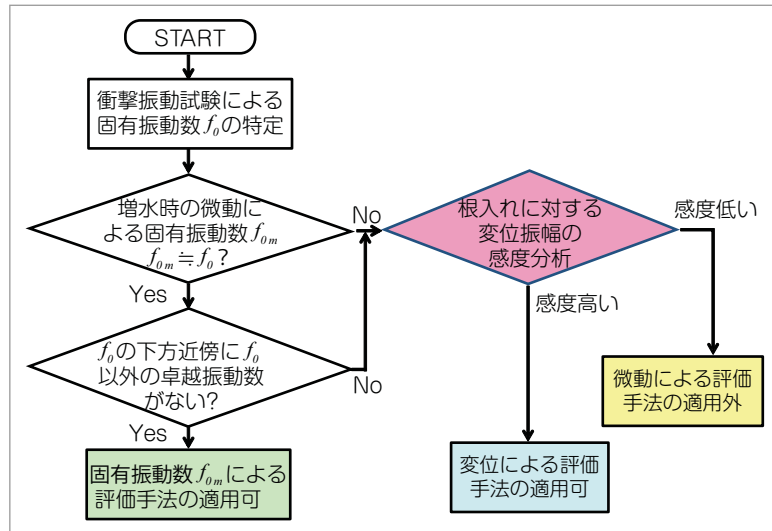 START
衝撃振動試験による
固有振動数f0の特定
増水時の微動に
よる固有振動数f0m
f0m≒f0？
No
Yes
f0の下方近傍にf0
以外の卓越振動数
がない?
No
Yes
固有振動数f0mによる
評価手法の適用可
根入れに対する
変位振幅の
感度分析
感度低い
感度高い
微動による評価
手法の適用外
変位による評価
手法の適用可